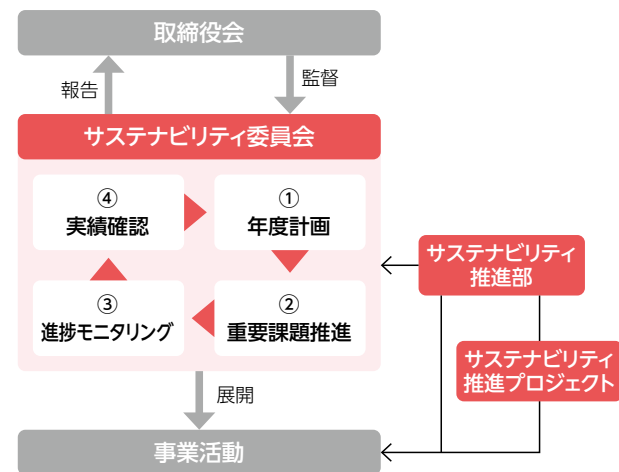 取締役会
報告
監督
サステナビリティ委員会
④
実績確認
①
年度計画
③
進捗モニタリング
②
重要課題推進
サステナビリティ
推進部
サステナビリティ
推進プロジェクト
展開
事業活動